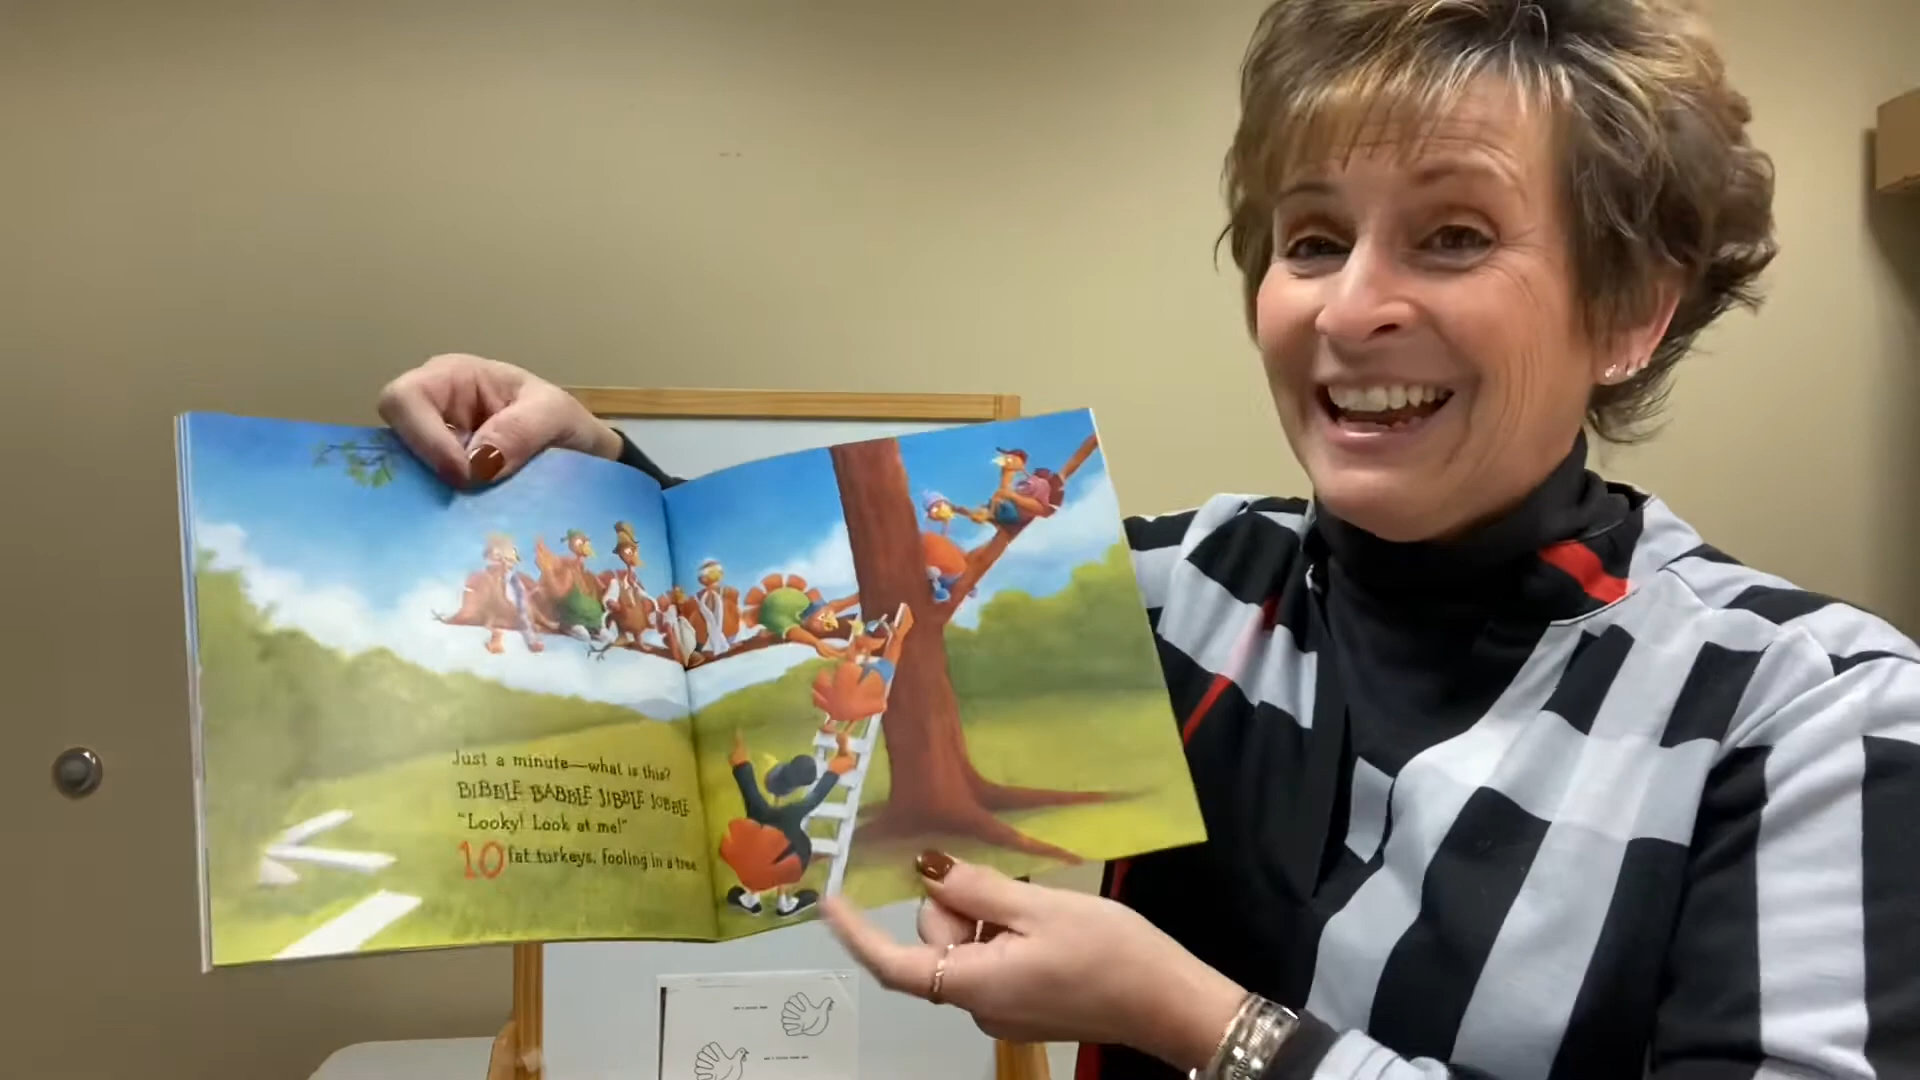 Just a minute—what is this?
BIBBLE BABBLE JIBBLE JOBBLE
"Looky! Look at me!"
10 fat turkeys, fooling in a tree